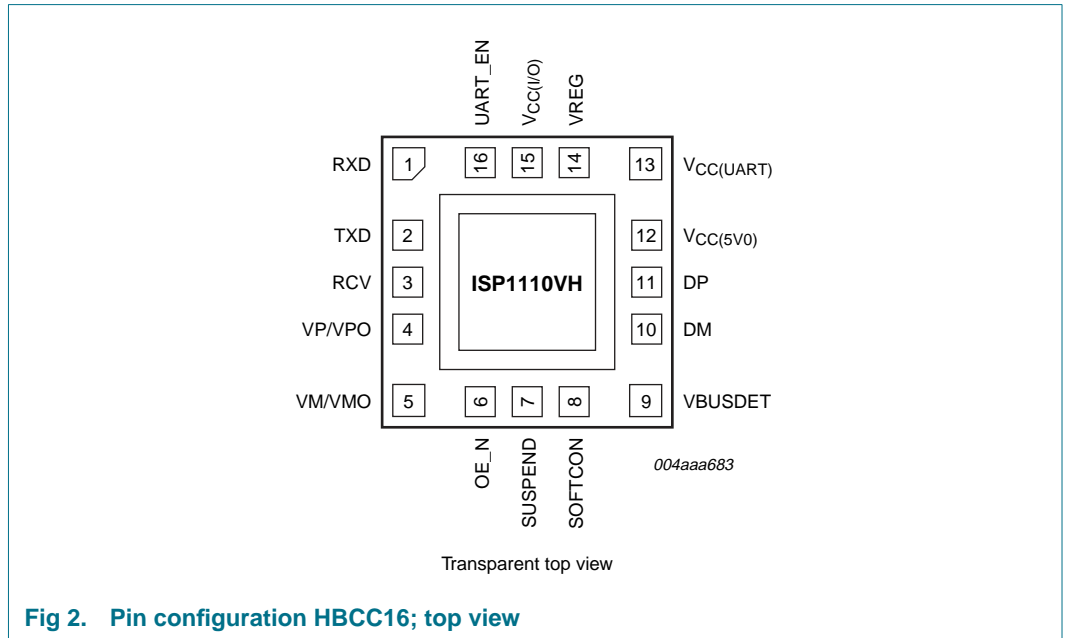 UART_EN
VCC(I/O)
VREG
RXD 1 16 15 14 13 VCC(UART)
TXD 2 12 VCC(5V0)
RCV 3 ISP1110VH 11 DP
VP/VPO 4 10 DM
VM/VMO 5 6 7 8 9 VBUSDET
OE_N
SUSPEND
SOFTCON
004aaa683
Transparent top view
Fig 2. Pin configuration HBCC16; top view